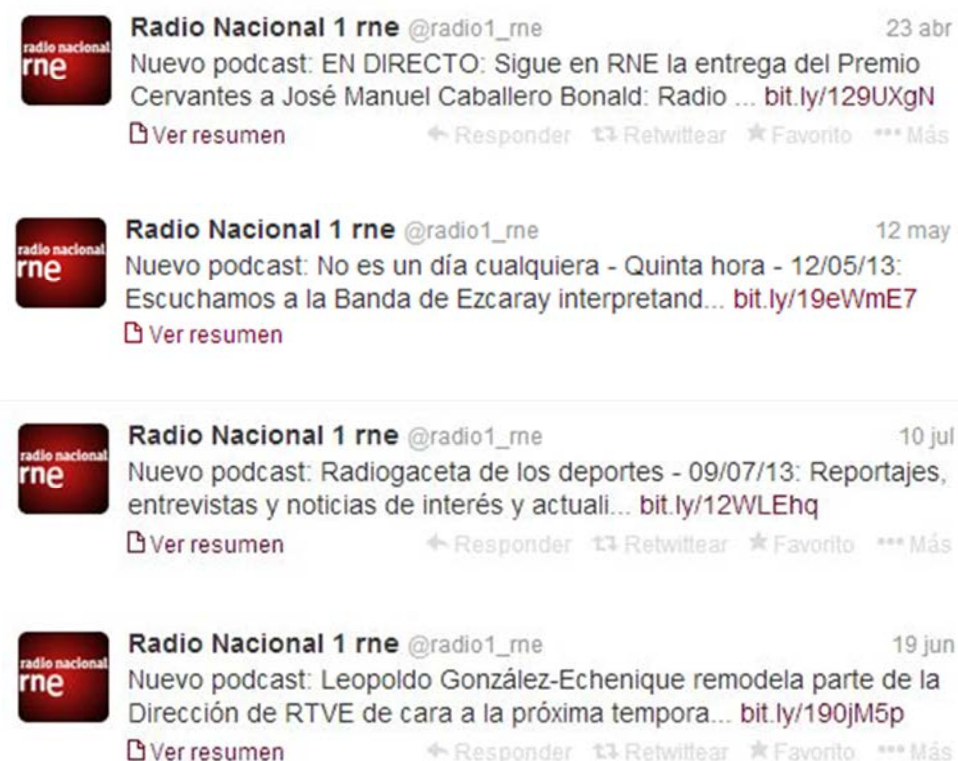 radio nacional
rne
Radio Nacional 1 rne @radio1_rne 23 abr
Nuevo podcast: EN DIRECTO: Sigue en RNE la entrega del Premio
Cervantes a José Manuel Caballero Bonald: Radio ... bit.ly/129UXgN
Ver resumen Responder Retwittear Favorito Más
radio nacional
rne
Radio Nacional 1 rne @radio1_rne 12 may
Nuevo podcast: No es un día cualquiera - Quinta hora - 12/05/13:
Escuchamos a la Banda de Ezcaray interpretand... bit.ly/19eWmE7
Ver resumen
radio nacional
rne
Radio Nacional 1 rne @radio1_rne 10 jul
Nuevo podcast: Radiogaceta de los deportes - 09/07/13: Reportajes,
entrevistas y noticias de interés y actuali... bit.ly/12WLEhq
Ver resumen Responder Retwittear Favorito Más
radio nacional
rne
Radio Nacional 1 rne @radio1_rne 19 jun
Nuevo podcast: Leopoldo González-Echenique remodela parte de la
Dirección de RTVE de cara a la próxima tempora... bit.ly/190jM5p
Ver resumen Responder Retwittear Favorito Más